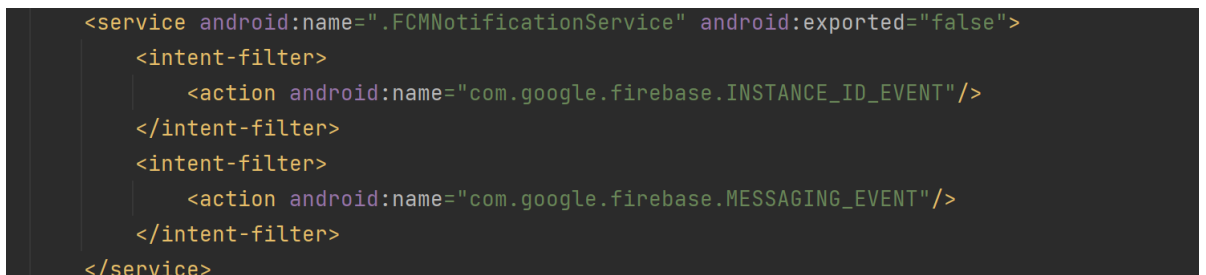 <service android:name=".FCMNotificationService" android:exported="false">
<intent-filter>
<action android:name="com.google.firebase.INSTANCE_ID_EVENT"/>
</intent-filter>
<intent-filter>
<action android:name="com.google.firebase.MESSAGING_EVENT"/>
</intent-filter>
</service>